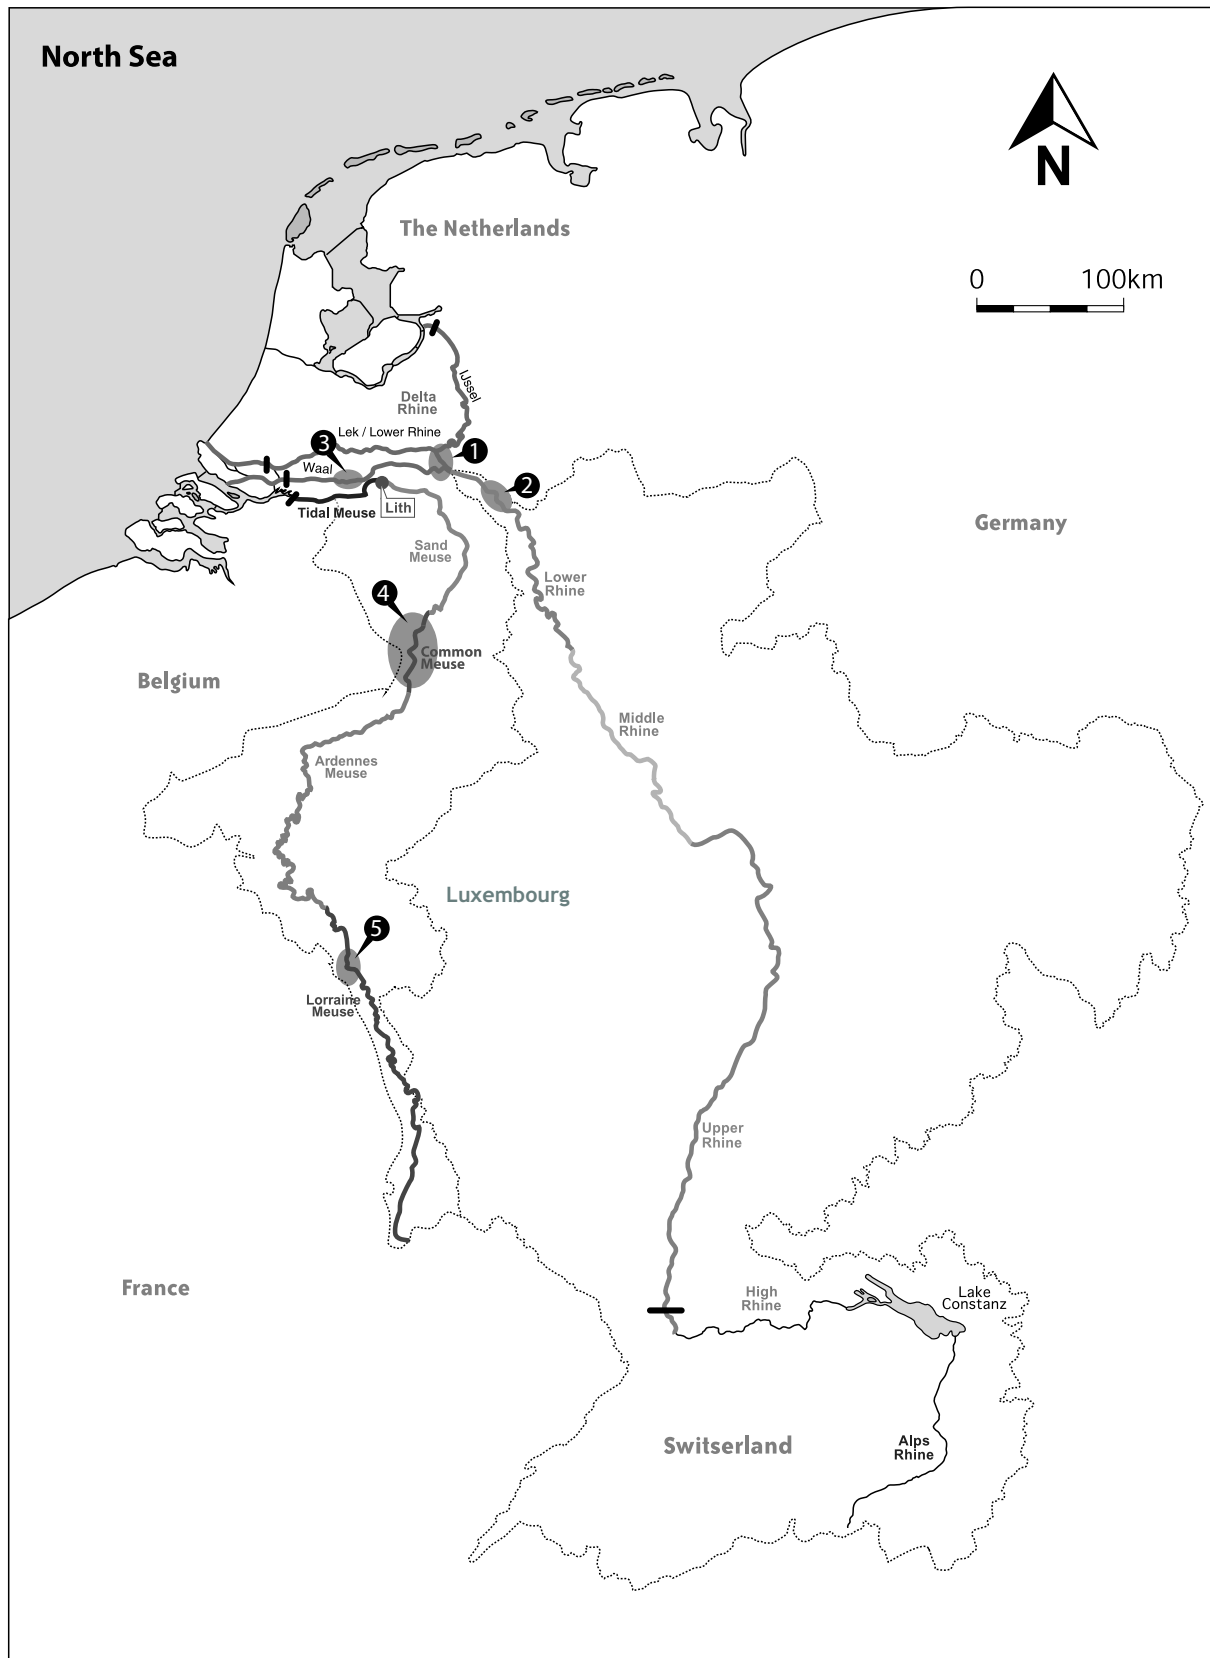 North Sea
N
The Netherlands
0 100km
IJssel
Delta
Rhine
Lek / Lower Rhine
3
1
Waal
2
Tidal Meuse
Lith
Germany
Sand
Meuse
Lower
Rhine
4
Common
Meuse
Belgium
Middle
Rhine
Ardennes
Meuse
Luxembourg
5
Lorraine
Meuse
Upper
Rhine
France
High
Rhine
Lake
Constanz
Switserland
Alps
Rhine